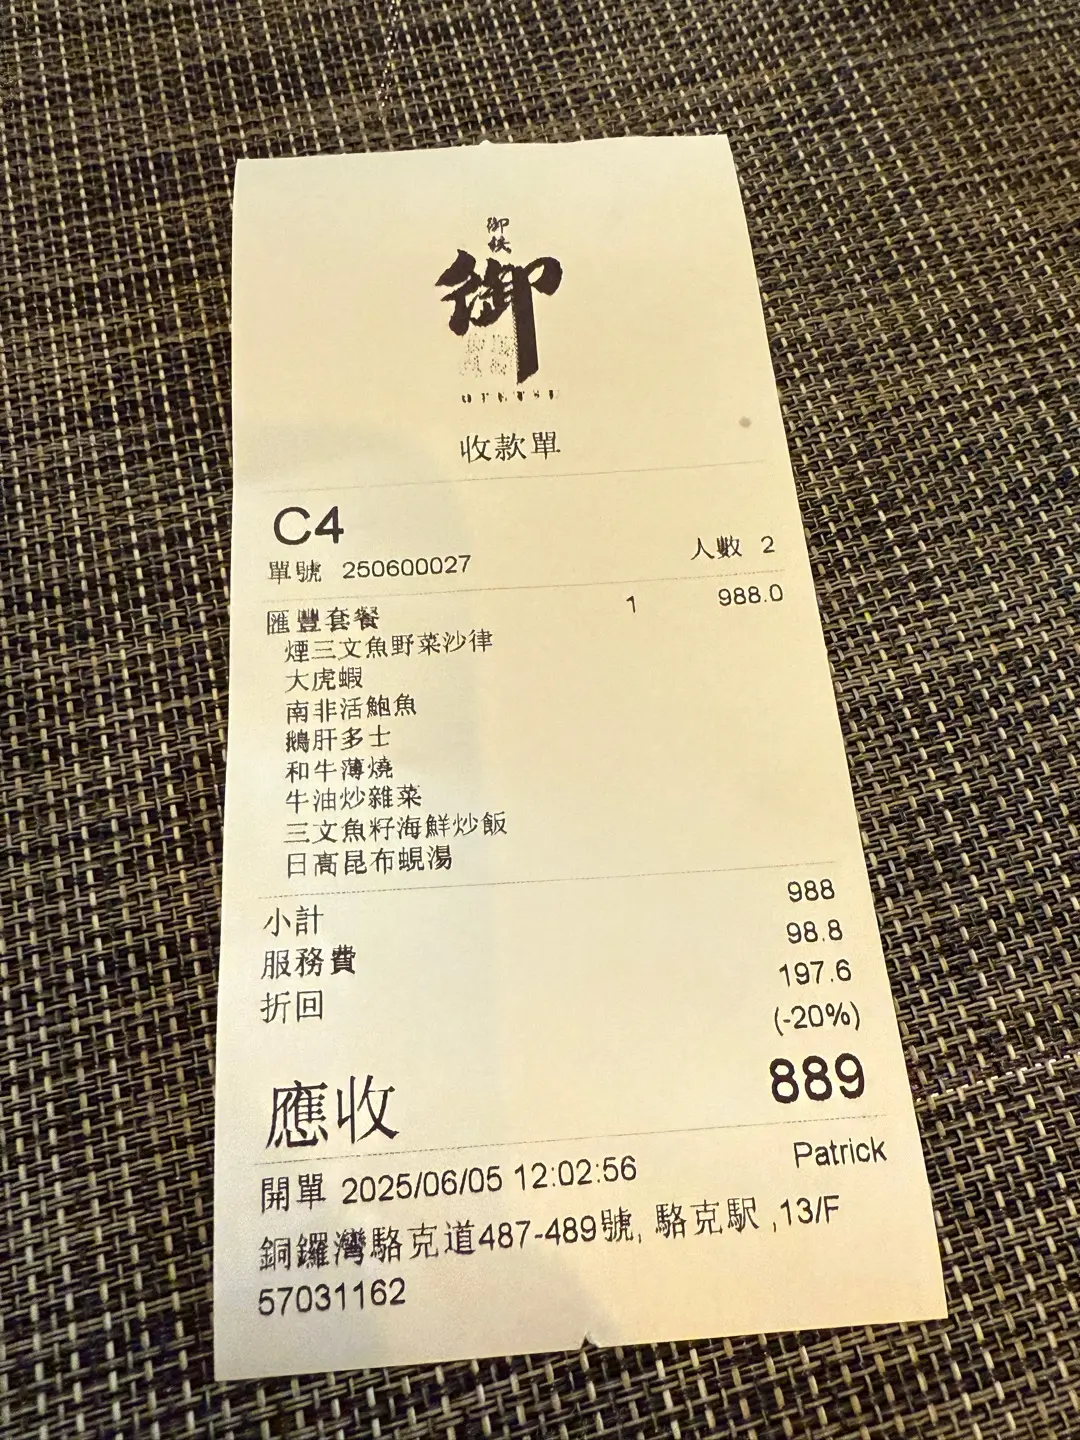 御鉄
御
收款單
C4
單號 250600027 人數 2
匯豐套餐 1 988.0
煙三文魚野菜沙律
大虎蝦
南非活鮑魚
鵝肝多士
和牛薄燒
牛油炒雜菜
三文魚籽海鮮炒飯
日高昆布蜆湯
小計 988
服務費 98.8
折回 197.6
(-20%)
應收 889
開單 2025/06/05 12:02:56 Patrick
銅鑼灣駱克道487-489號, 駱克駅 ,13/F
57031162